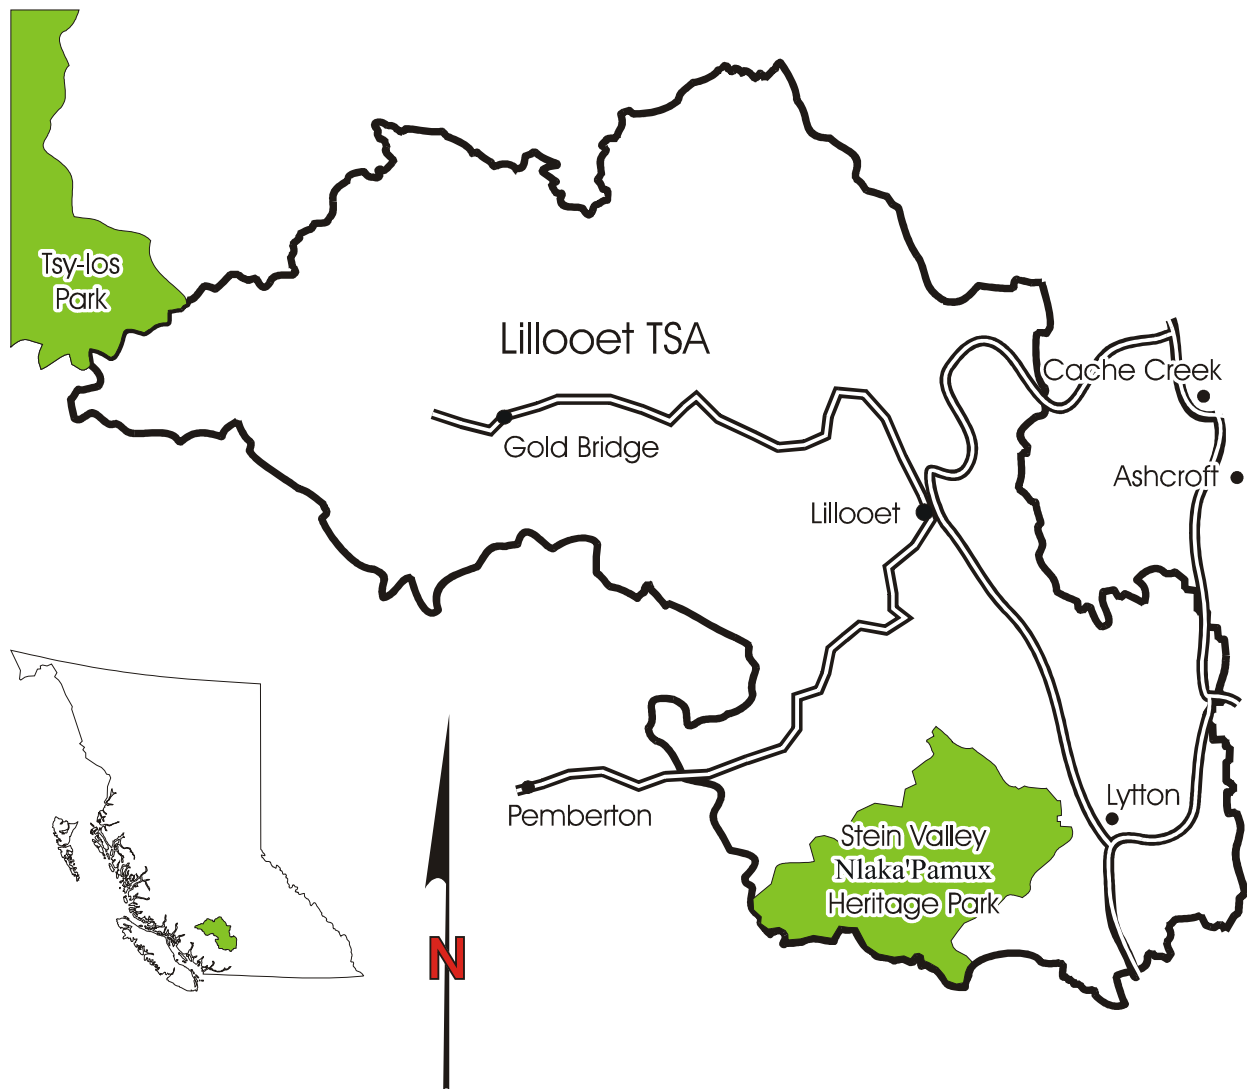 Tsy-los
Park
Lillooet TSA
Cache Creek
Gold Bridge
Ashcroft
Lillooet
Pemberton
Lytton
Stein Valley
Nlaka'Pamux
Heritage Park
N